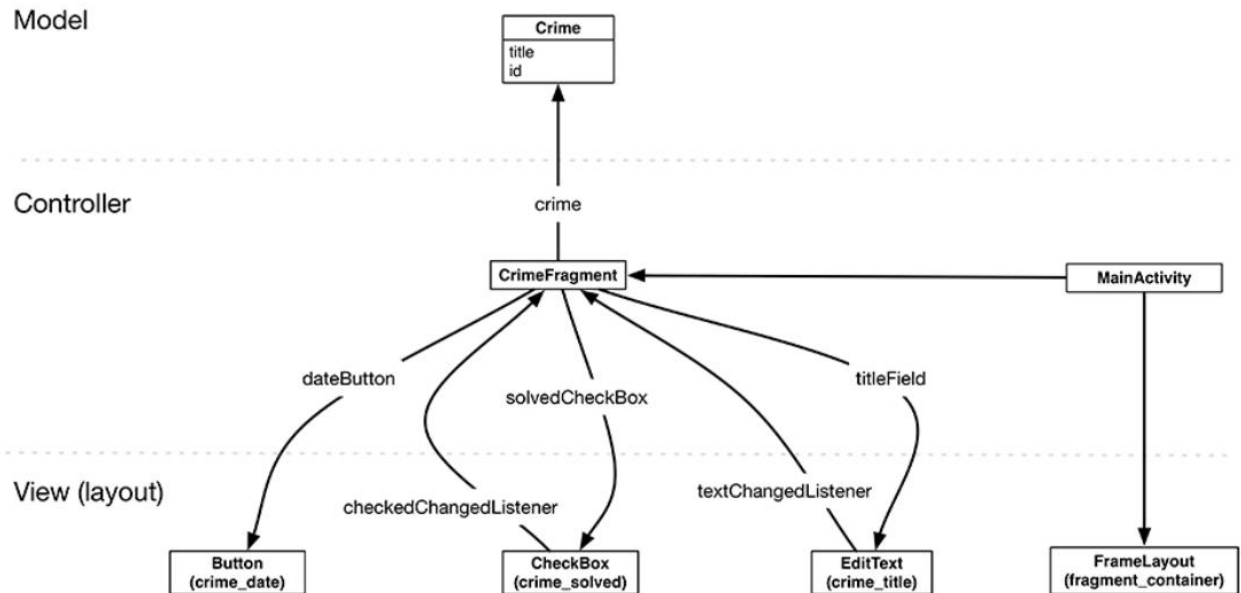 Model
Crime
title
id
Controller
crime
CrimeFragment
MainActivity
dateButton
solvedCheckBox
titleField
View (layout)
checkedChangedListener
textChangedListener
Button
(crime_date)
CheckBox
(crime_solved)
EditText
(crime_title)
FrameLayout
(fragment_container)